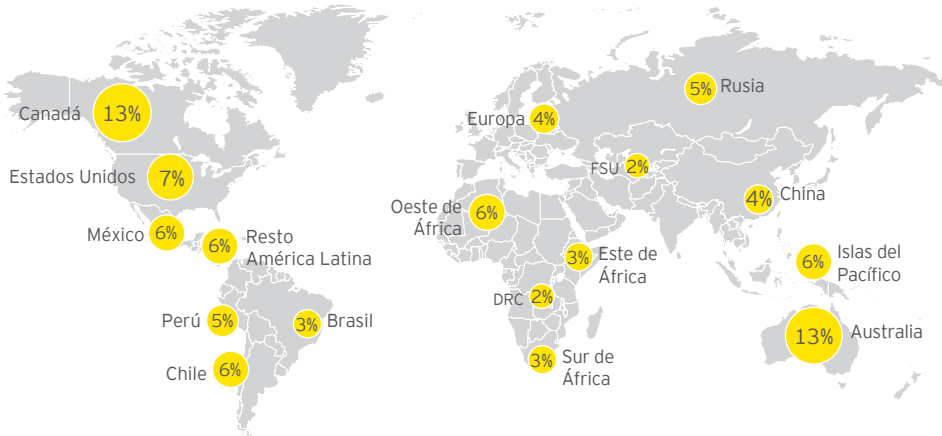 Canadá 13%
Estados Unidos 7%
México 6%
6% Resto
América Latina
Perú 5%
3% Brasil
Chile 6%
Europa 4%
5% Rusia
FSU 2%
4% China
Oeste de
África 6%
3% Este de
África
DRC 2%
3% Sur de
África
6% Islas del
Pacífico
13% Australia